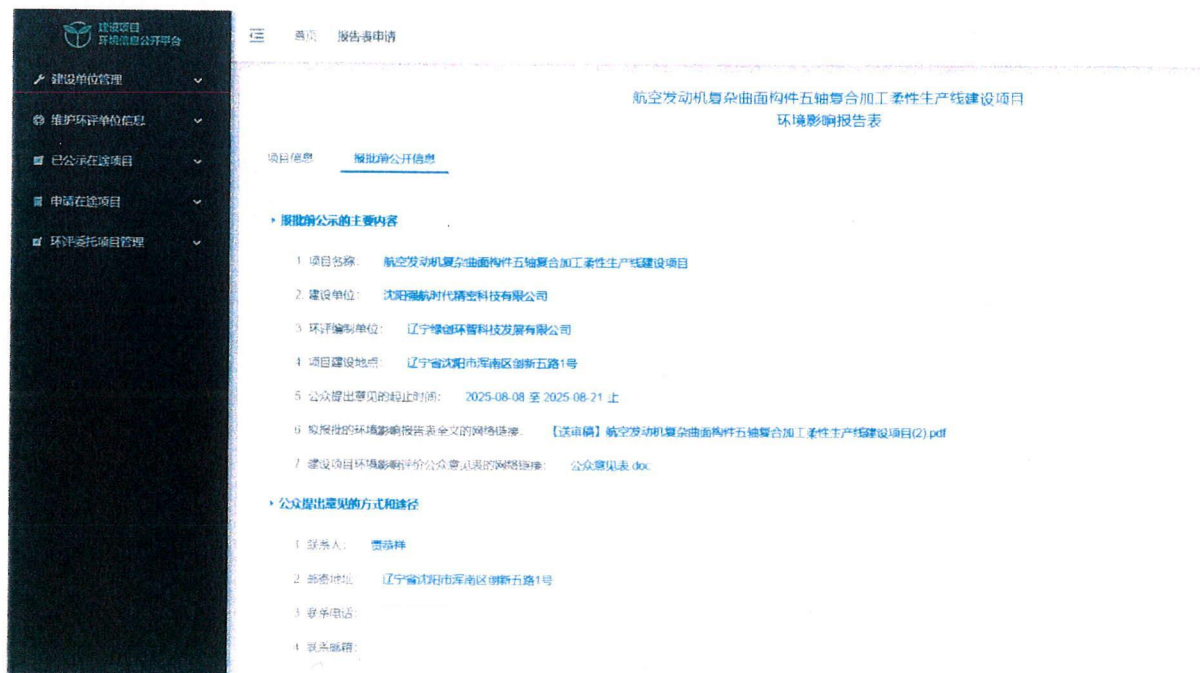 建设项目
环境信息公开平台
建设单位管理
维护环评单位信息
已公示在途项目
申请在途项目
环评委托项目管理
首页 报告表申请
航空发动机复杂曲面构件五轴复合加工柔性生产线建设项目
环境影响报告表
项目信息 报批前公开信息
报批前公示的主要内容
1 项目名称: 航空发动机复杂曲面构件五轴复合加工柔性生产线建设项目
2. 建设单位: 沈阳强航时代精密科技有限公司
3 环评编制单位: 辽宁绿创环智科技发展有限公司
4 项目建设地点: 辽宁省沈阳市浑南区创新五路1号
5 公众提出意见的起止时间: 2025-08-08 至 2025-08-21 止
6 拟报批的环境影响报告表全文的网络链接: 【送审稿】航空发动机复杂曲面构件五轴复合加工柔性生产线建设项目(2).pdf
7 建设项目环境影响评价公众意见表的网络链接: 公众意见表.doc
公众提出意见的方式和途径
1 联系人: 贾恭祥
2 邮寄地址: 辽宁省沈阳市浑南区创新五路1号
3 联系电话:
4 联系邮箱: